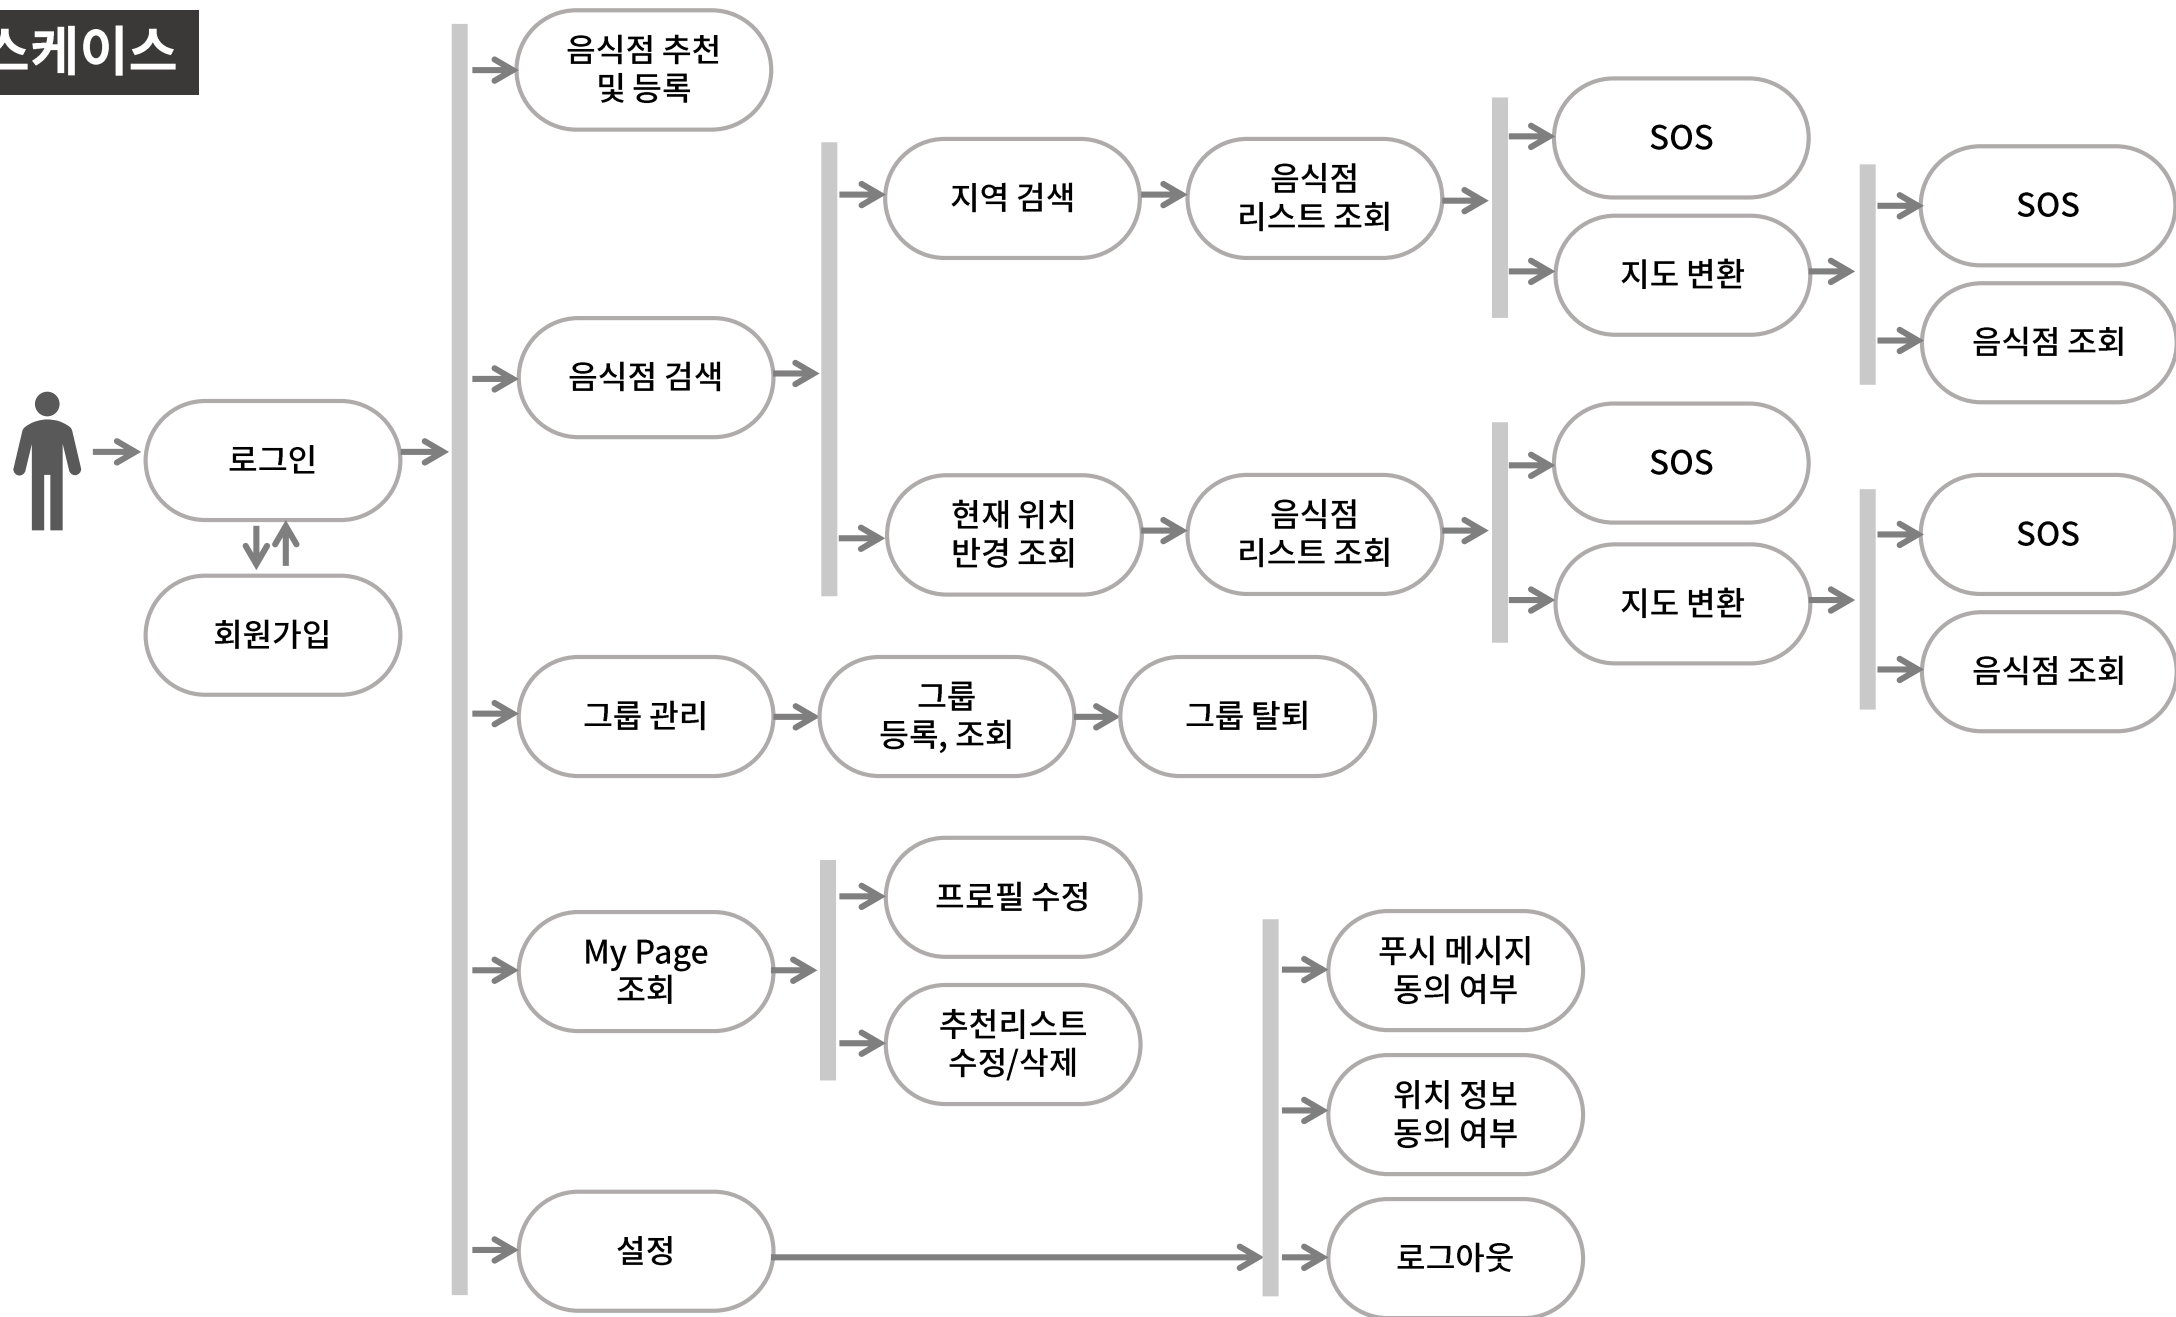 스케이스
음식점 추천
및 등록
SOS
지역 검색
음식점
리스트 조회
SOS
지도 변환
음식점 조회
음식점 검색
로그인
SOS
현재 위치
반경 조회
음식점
리스트 조회
SOS
지도 변환
음식점 조회
회원가입
그룹 관리
그룹
등록, 조회
그룹 탈퇴
프로필 수정
My Page
조회
푸시 메시지
동의 여부
추천리스트
수정/삭제
위치 정보
동의 여부
설정
로그아웃